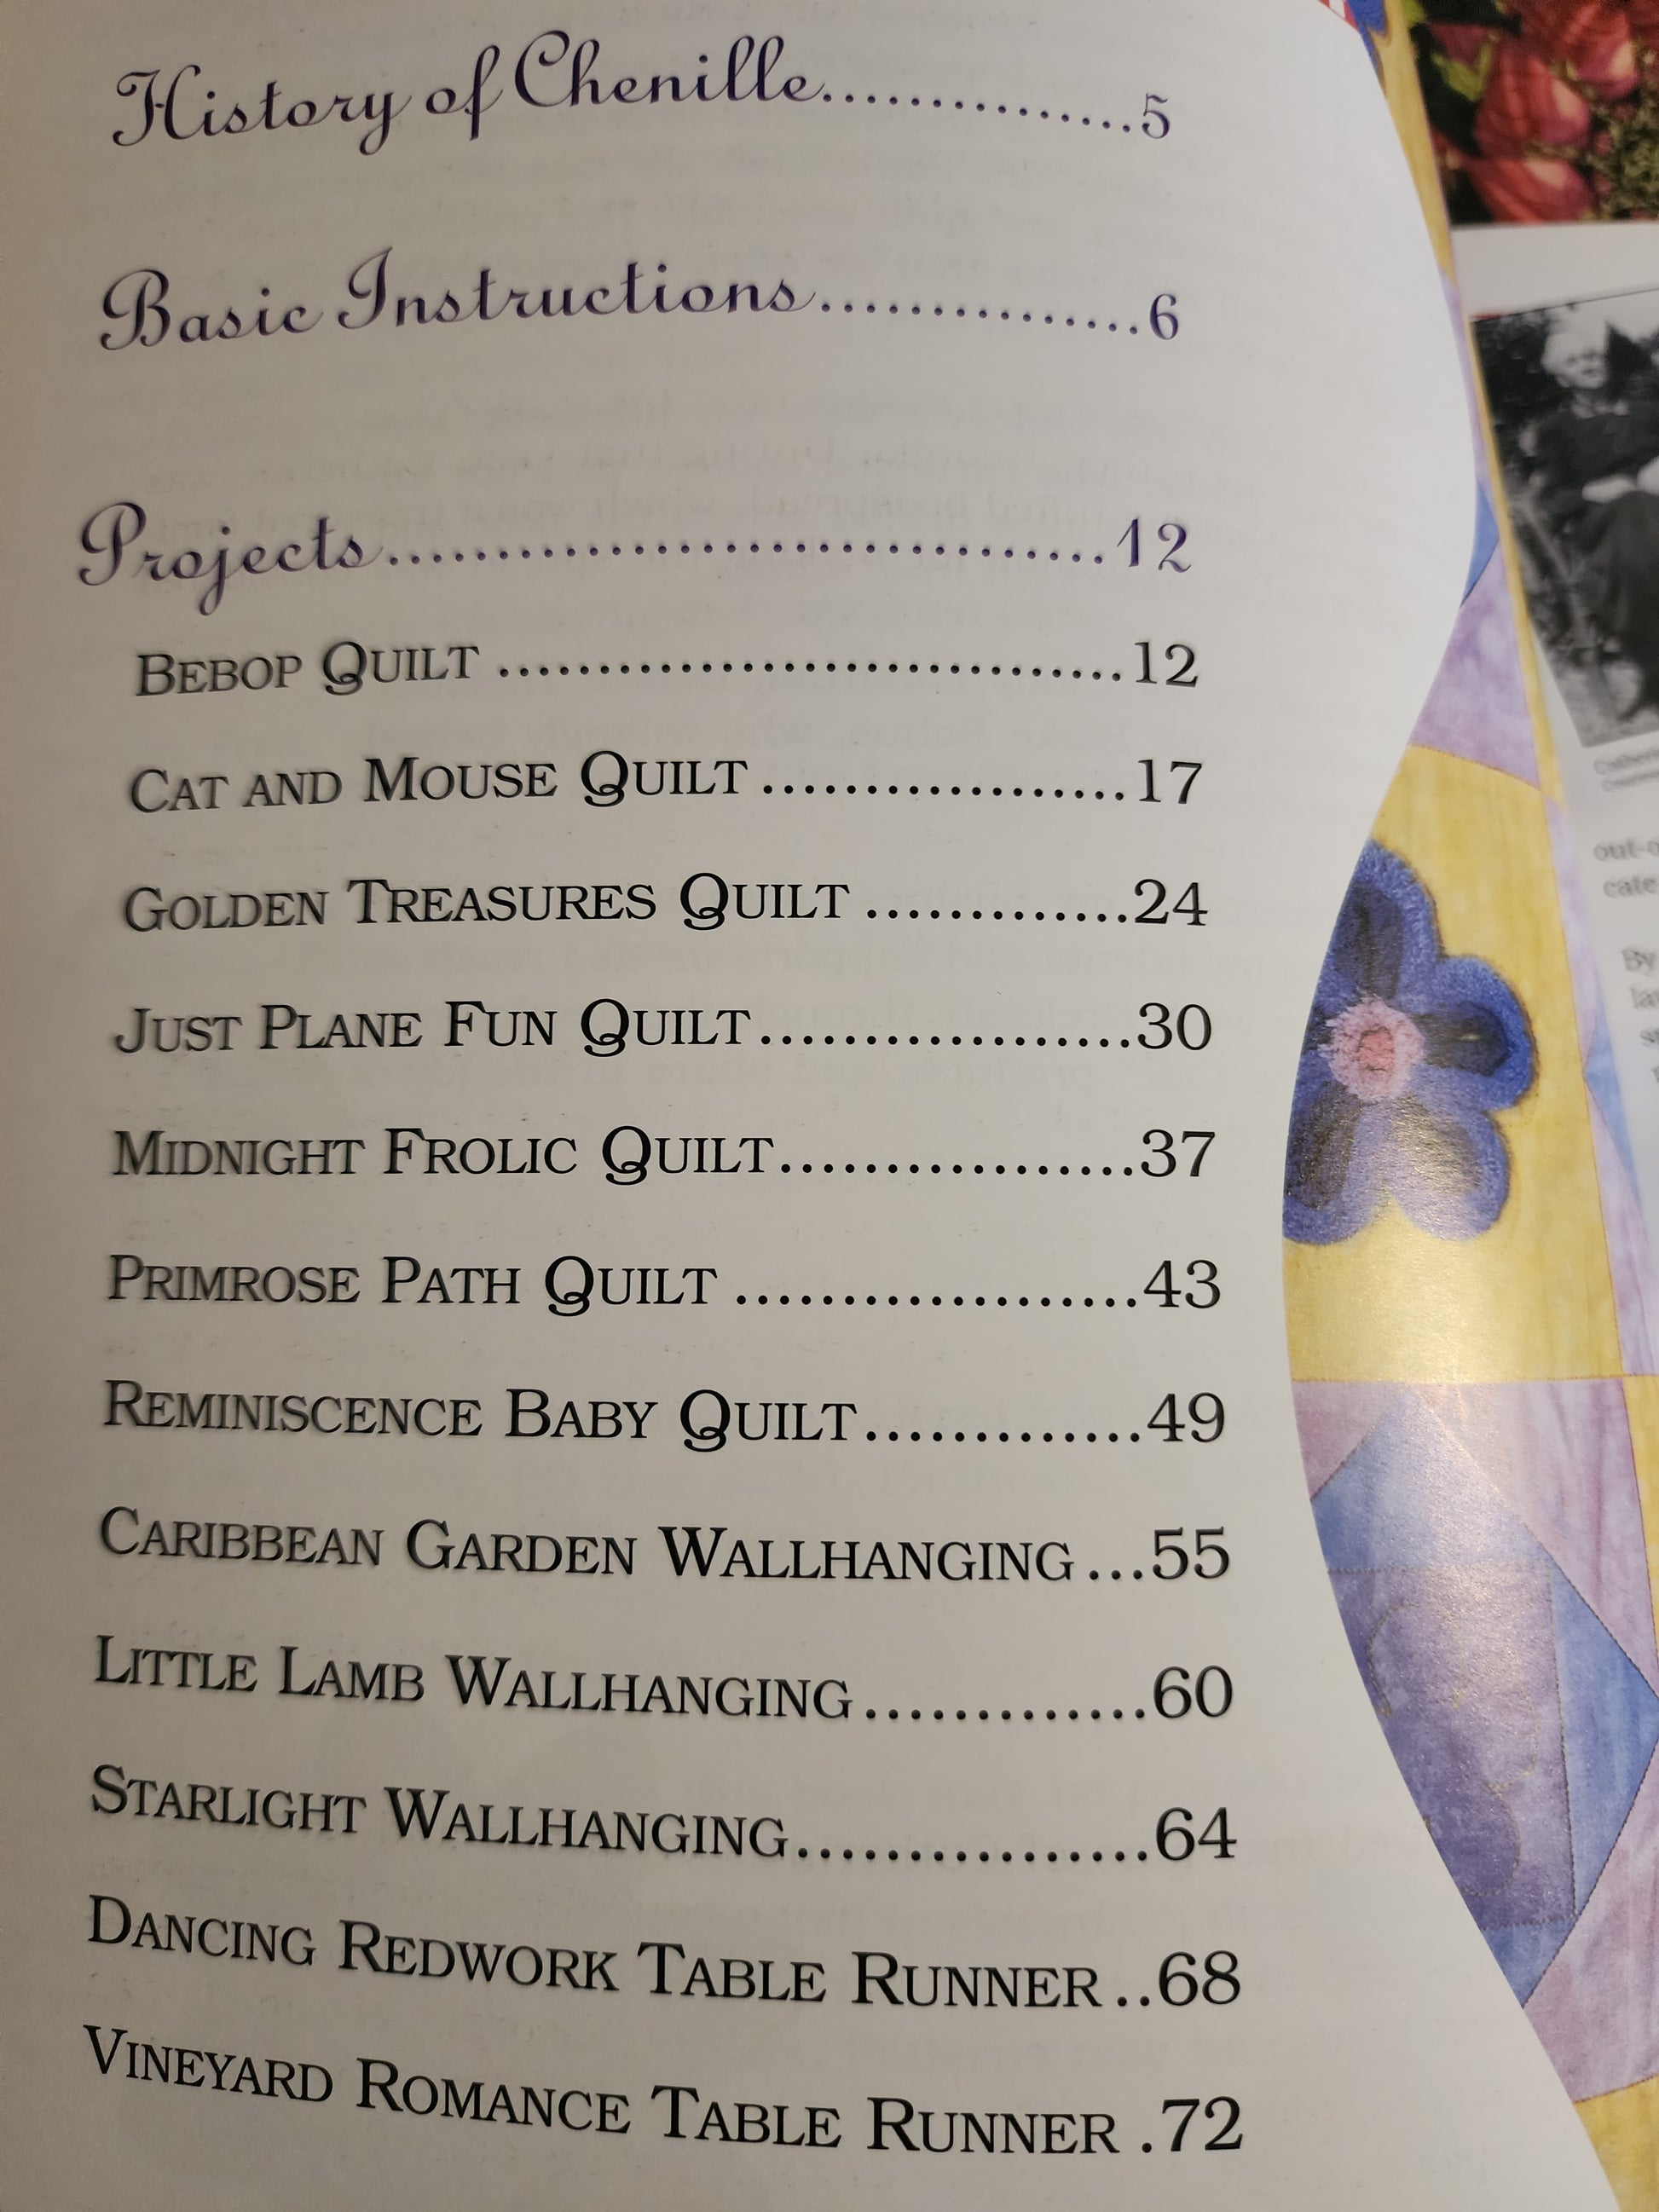 History of Chenille...............5
Basic Instructions...............6
Projects.................................12
BEBOP QUILT ...............................12
CAT AND MOUSE QUILT ..................17
GOLDEN TREASURES QUILT .............24
JUST PLANE FUN QUILT..................30
MIDNIGHT FROLIC QUILT.................37
PRIMROSE PATH QUILT ...................43
REMINISCENCE BABY QUILT.............49
CARIBBEAN GARDEN WALLHANGING ...55
LITTLE LAMB WALLHANGING.............60
STARLIGHT WALLHANGING................64
DANCING REDWORK TABLE RUNNER ..68
VINEYARD ROMANCE TABLE RUNNER .72
By